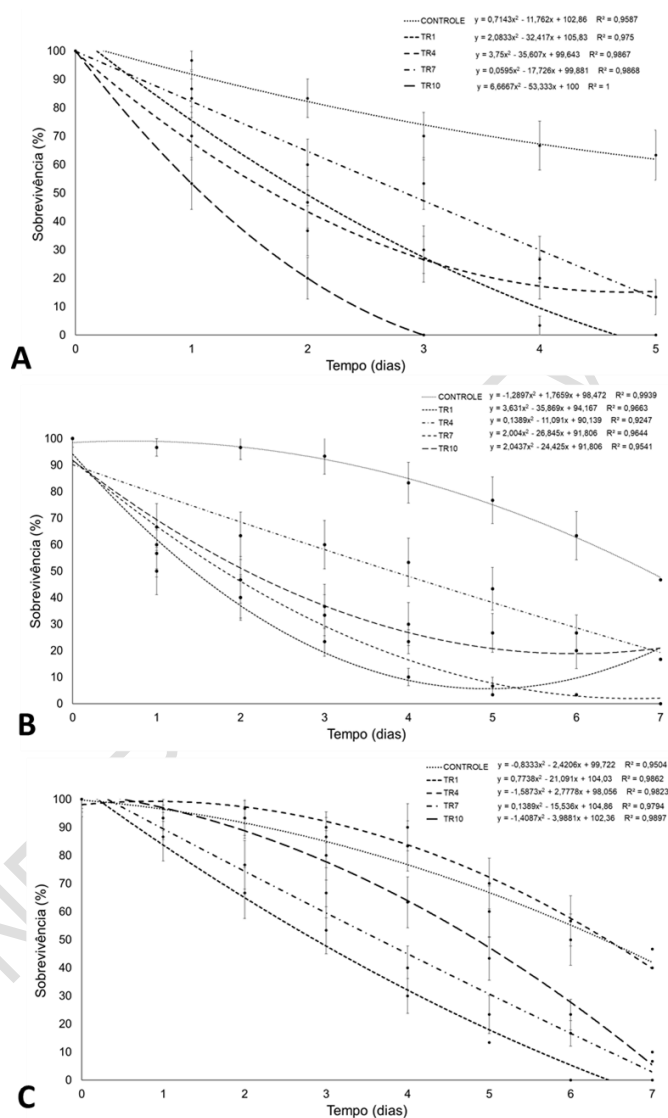 CONTROLE y = 0,7143x² - 11,762x + 102,86 R² = 0,9587
TR1 y = 2,0833x² - 32,417x + 105,83 R² = 0,975
TR4 y = 3,75x² - 35,607x + 99,643 R² = 0,9867
TR7 y = 0,0595x² - 17,726x + 99,881 R² = 0,9868
TR10 y = 6,6667x² - 53,333x + 100 R² = 1
Sobrevivência (%)
100
90
80
70
60
50
40
30
20
10
0
0 1 2 3 4 5
Tempo (dias)
A
CONTROLE y = -1,2897x² + 1,7659x + 98,472 R² = 0,9939
TR1 y = 3,631x² - 35,869x + 94,167 R² = 0,9663
TR4 y = 0,1389x² - 11,091x + 90,139 R² = 0,9247
TR7 y = 2,004x² - 26,845x + 91,806 R² = 0,9644
TR10 y = 2,0437x² - 24,425x + 91,806 R² = 0,9541
Sobrevivência (%)
100
90
80
70
60
50
40
30
20
10
0
0 1 2 3 4 5 6 7
Tempo (dias)
B
CONTROLE y = -0,8333x² - 2,4206x + 99,722 R² = 0,9504
TR1 y = 0,7738x² - 21,091x + 104,03 R² = 0,9862
TR4 y = -1,5873x² + 2,7778x + 98,056 R² = 0,9823
TR7 y = 0,1389x² - 15,536x + 104,86 R² = 0,9794
TR10 y = -1,4087x² - 3,9881x + 102,36 R² = 0,9897
Sobrevivência (%)
100
90
80
70
60
50
40
30
20
10
0
0 1 2 3 4 5 6 7
Tempo (dias)
C